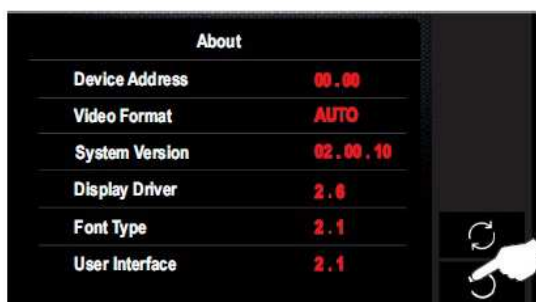 About
Device Address 00.00
Video Format AUTO
System Version 02.00.10
Display Driver 2.6
Font Type 2.1
User Interface 2.1